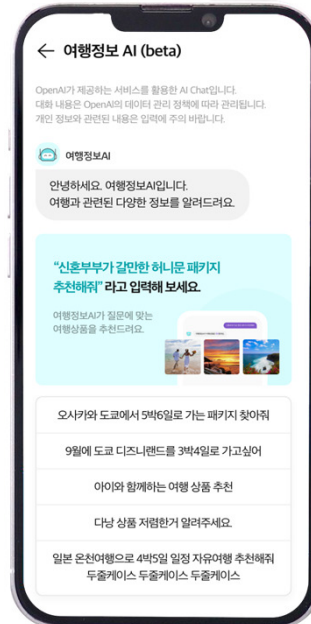 ← 여행정보 AI (beta)
OpenAI가 제공하는 서비스를 활용한 AI Chat입니다.
대화 내용은 OpenAI의 데이터 관리 정책에 따라 관리됩니다.
개인 정보와 관련된 내용은 입력에 주의 바랍니다.
여행정보AI
안녕하세요. 여행정보AI입니다.
여행과 관련된 다양한 정보를 알려드려요.
“신혼부부가 갈만한 허니문 패키지
추천해줘” 라고 입력해 보세요.
여행정보AI가 질문에 맞는
여행상품을 추천드려요.
오사카와 도쿄에서 5박6일로 가는 패키지 찾아줘
9월에 도쿄 디즈니랜드를 3박4일로 가고싶어
아이와 함께하는 여행 상품 추천
다낭 상품 저렴한거 알려주세요.
일본 온천여행으로 4박5일 일정 자유여행 추천해줘
두줄케이스 두줄케이스 두줄케이스